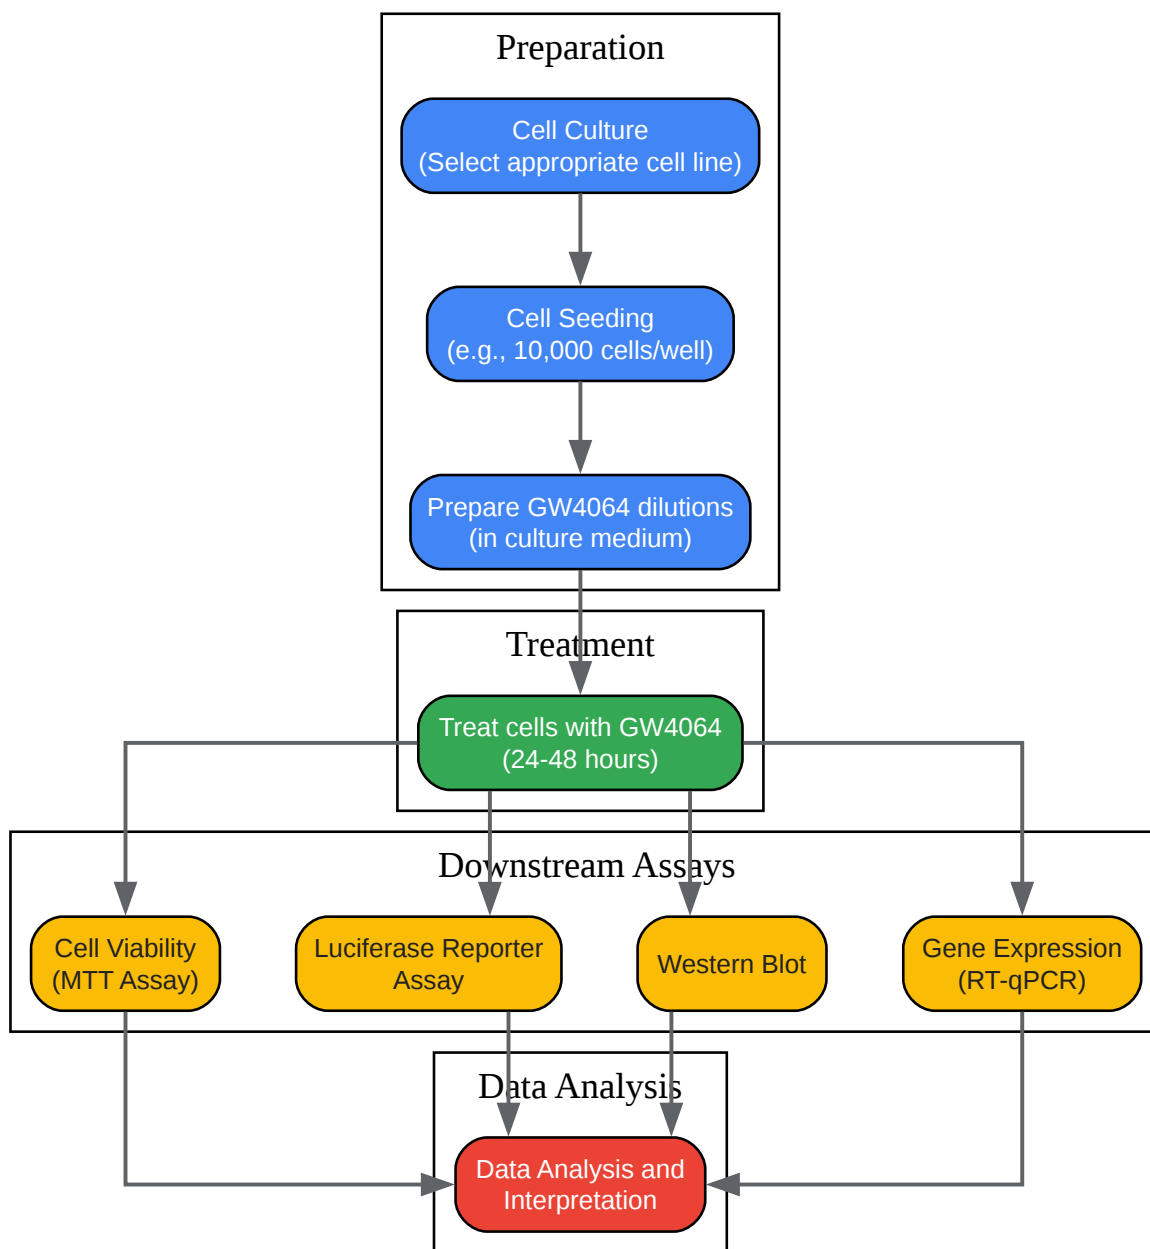 Preparation
Cell Culture
(Select appropriate cell line)
Cell Seeding
(e.g., 10,000 cells/well)
Prepare GW4064 dilutions
(in culture medium)
Treatment
Treat cells with GW4064
(24-48 hours)
Downstream Assays
Cell Viability
(MTT Assay)
Luciferase Reporter
Assay
Western Blot
Gene Expression
(RT-qPCR)
Data Analysis
Data Analysis and
Interpretation